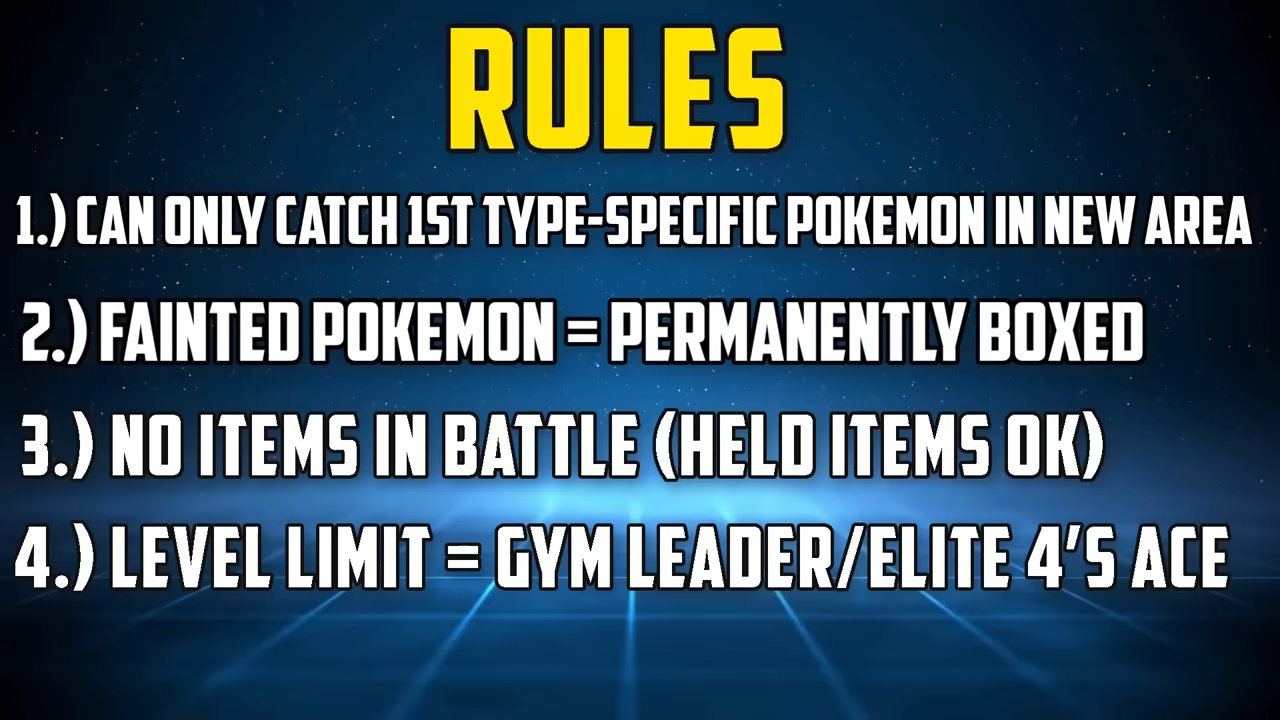 RULES
1.) CAN ONLY CATCH 1ST TYPE-SPECIFIC POKEMON IN NEW AREA
2.) FAINTED POKEMON = PERMANENTLY BOXED
3.) NO ITEMS IN BATTLE (HELD ITEMS OK)
4.) LEVEL LIMIT = GYM LEADER/ELITE 4'S ACE